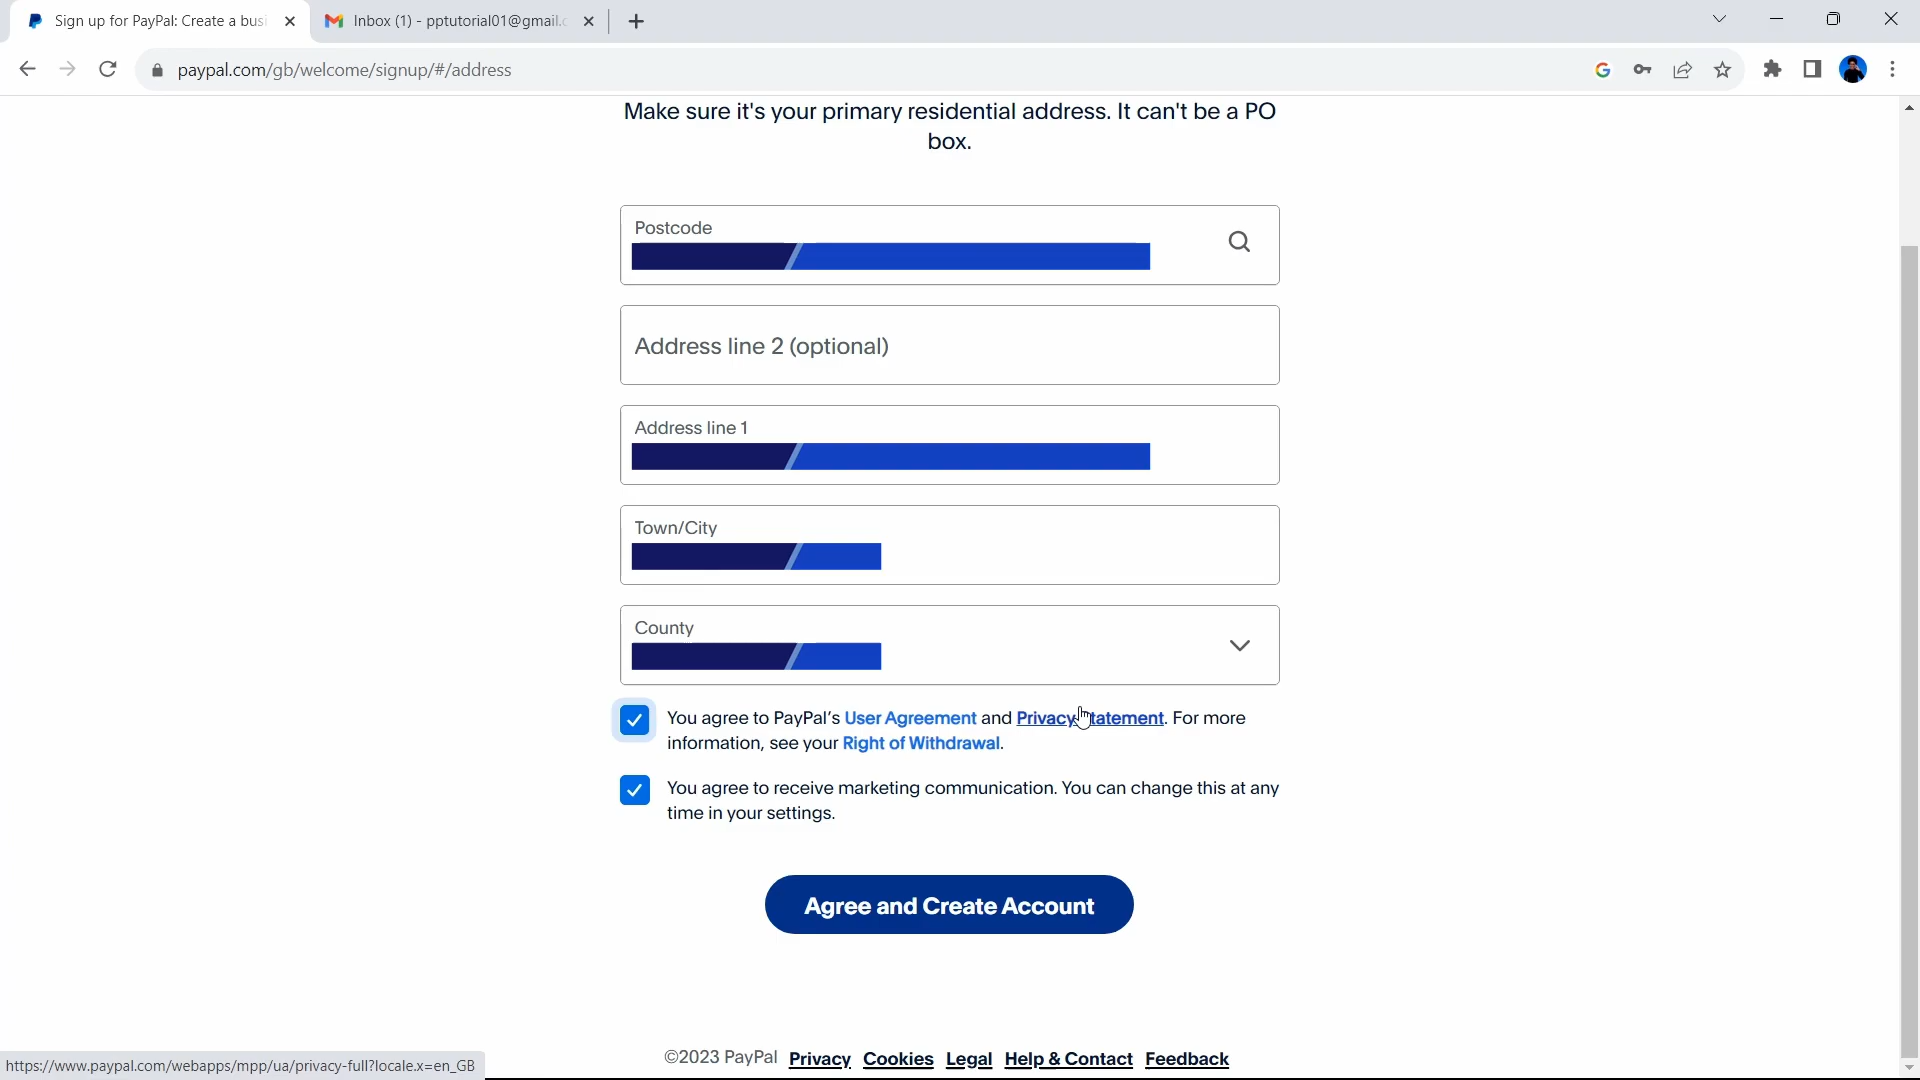 Sign up for PayPal: Create a busi
Inbox (1) - pptutorial01@gmail.c
paypal.com/gb/welcome/signup/#/address
Make sure it's your primary residential address. It can't be a PO
box.
Postcode
Address line 2 (optional)
Address line 1
Town/City
County
You agree to PayPal's User Agreement and Privacy Statement. For more
information, see your Right of Withdrawal.
You agree to receive marketing communication. You can change this at any
time in your settings.
Agree and Create Account
©2023 PayPal Privacy Cookies Legal Help & Contact Feedback
https://www.paypal.com/webapps/mpp/ua/privacy-full?locale.x=en_GB